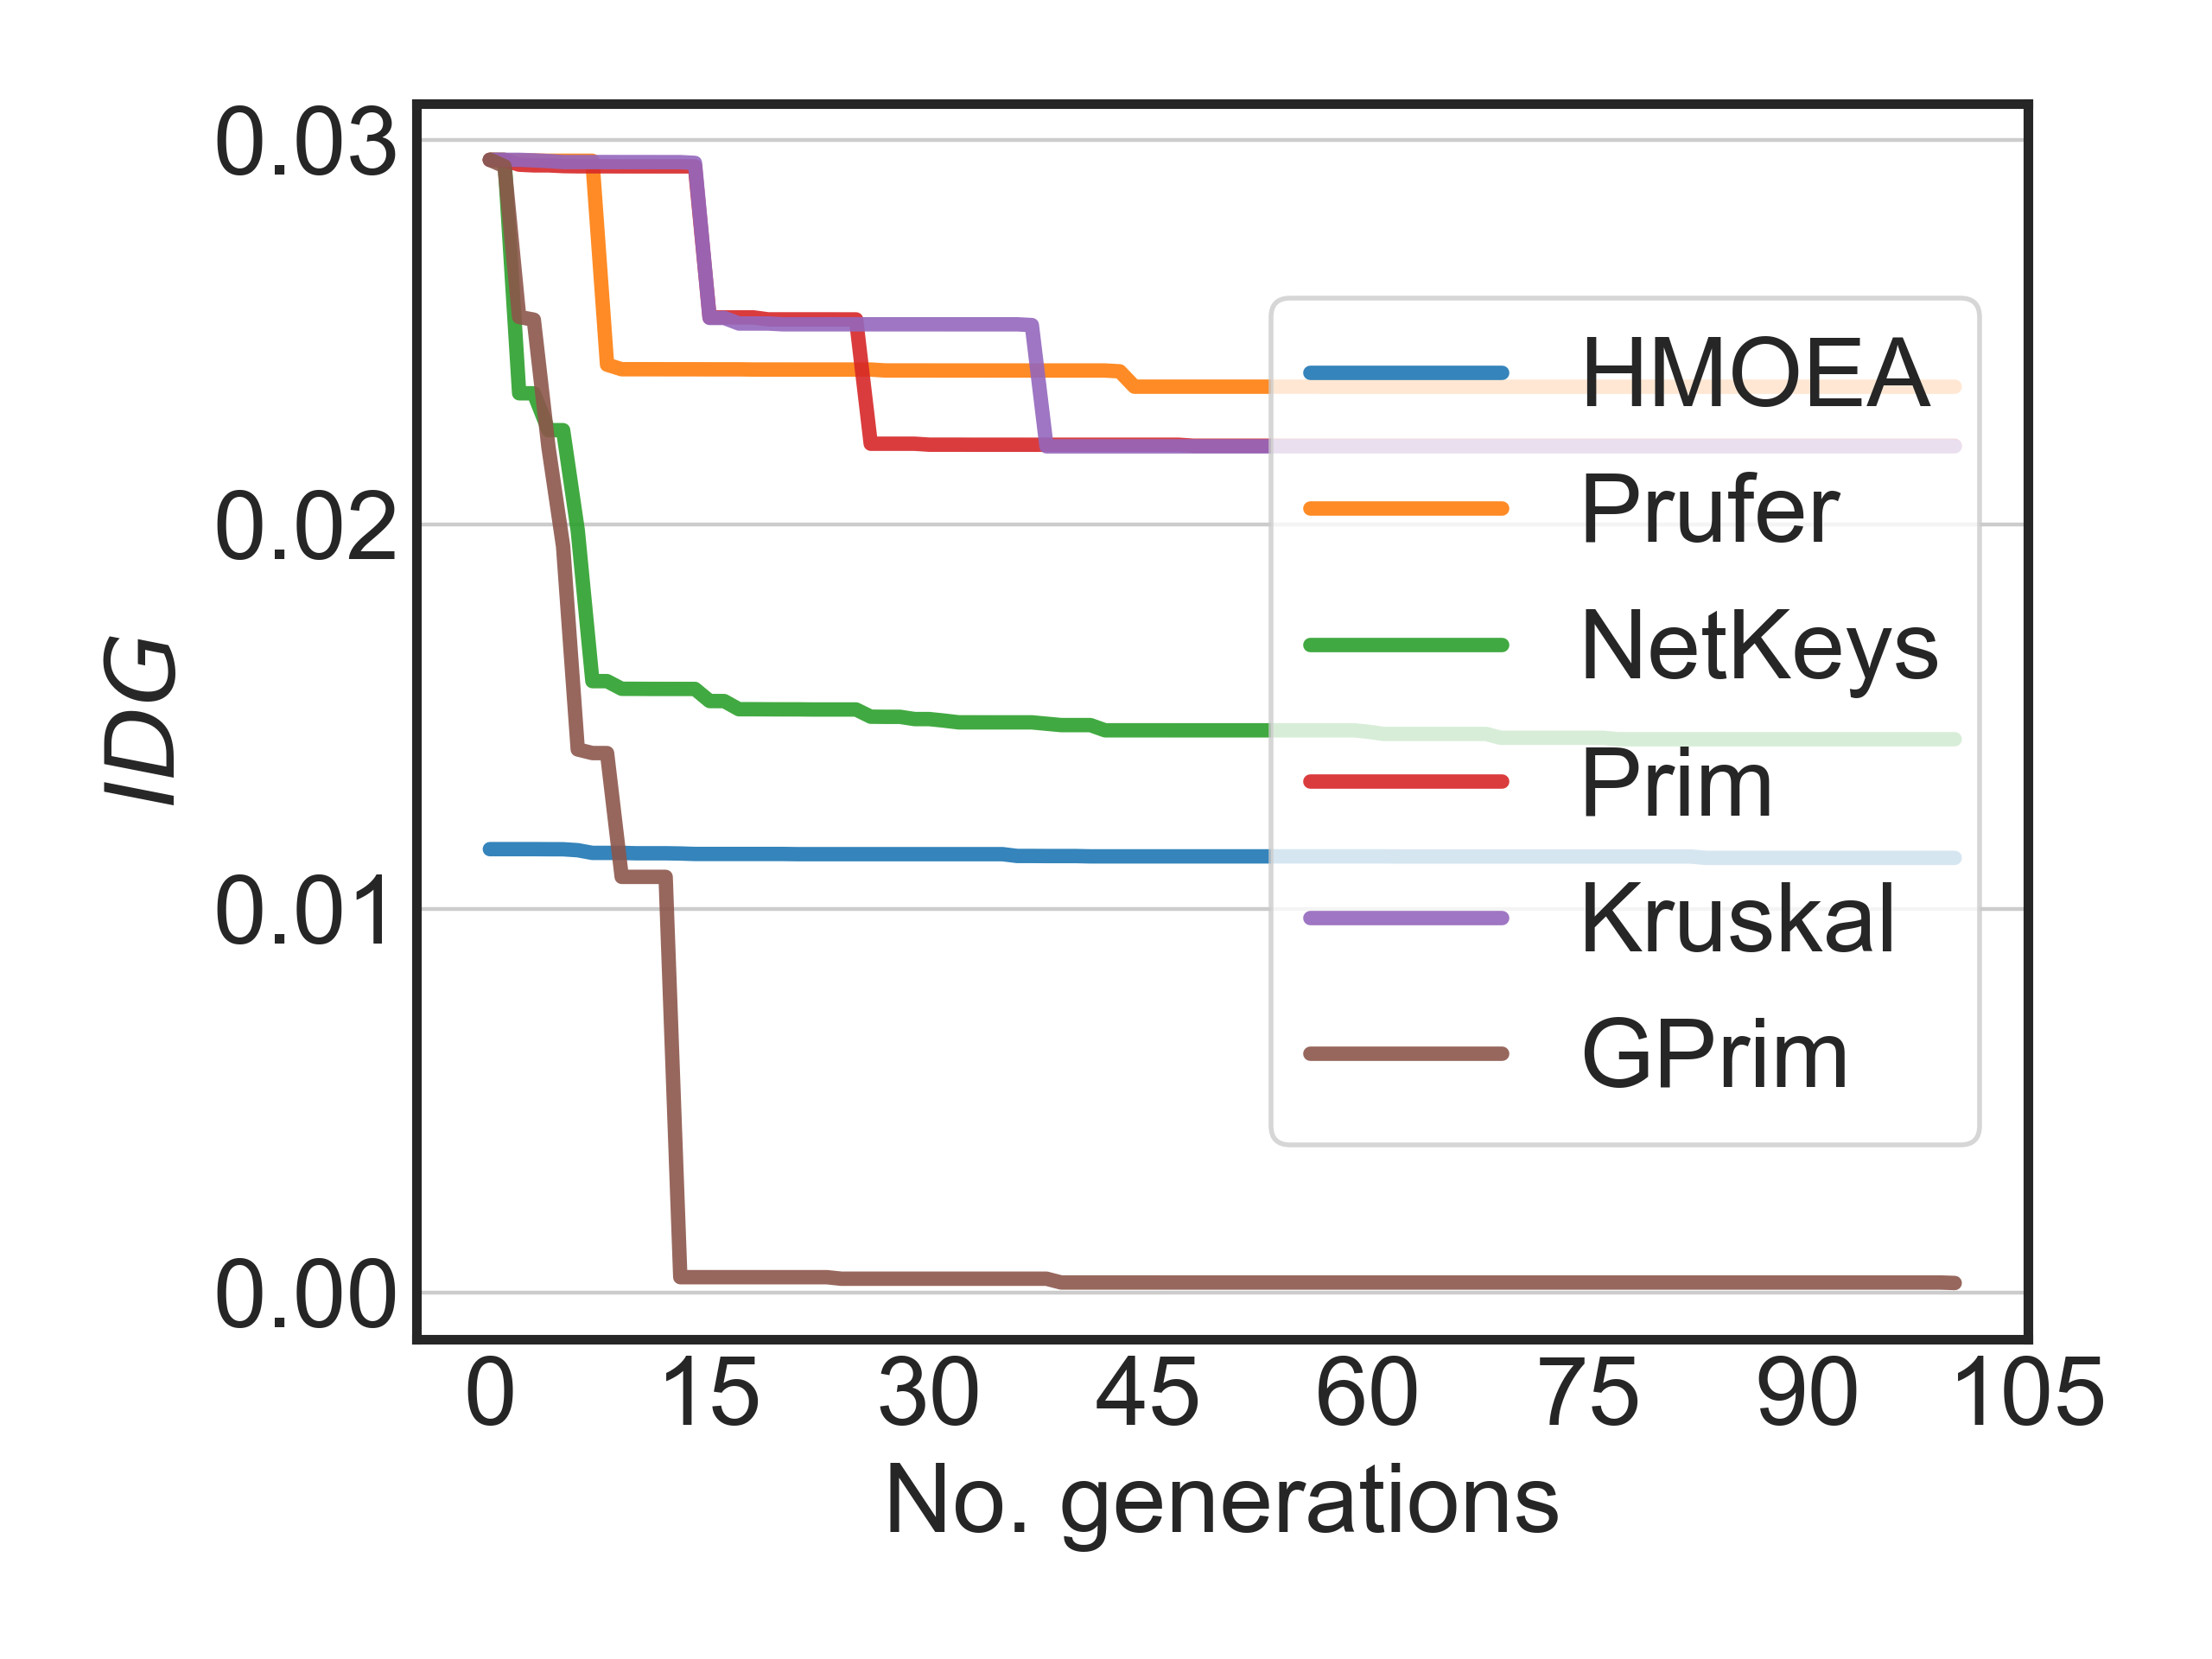 0.03
0.02
0.01
0.00
IDG
0 15 30 45 60 75 90 105
No. generations
HMOEA
Prufer
NetKeys
Prim
Kruskal
GPrim